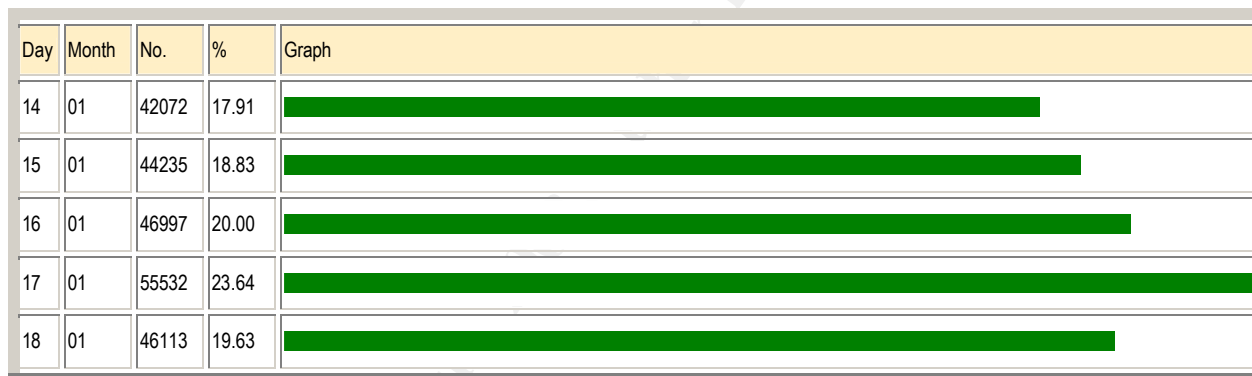 Day Month No. % Graph
14 01 42072 17.91
15 01 44235 18.83
16 01 46997 20.00
17 01 55532 23.64
18 01 46113 19.63